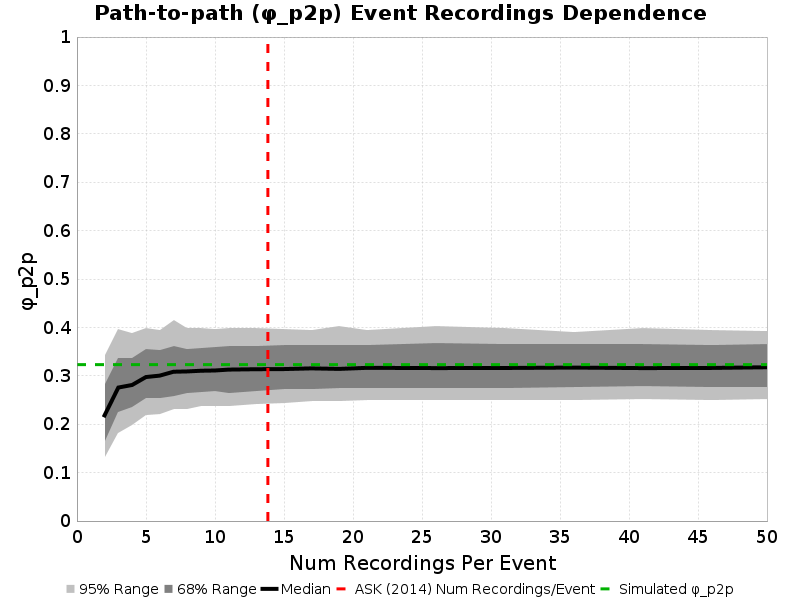 Path-to-path (φ_p2p) Event Recordings Dependence
1
0.9
0.8
0.7
0.6
0.5
0.4
0.3
0.2
0.1
0
φ_p2p
0 5 10 15 20 25 30 35 40 45 50
Num Recordings Per Event
95% Range 68% Range Median ASK (2014) Num Recordings/Event Simulated φ_p2p